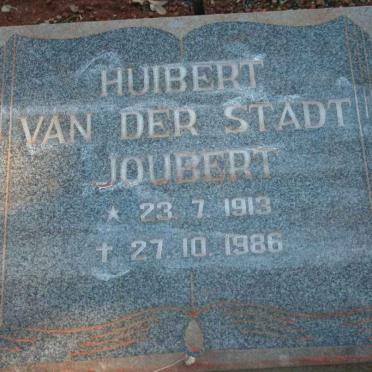 HUIBERT
VAN DER STADT
JOUBERT
★ 23.7.1913
✝ 27.10.1986